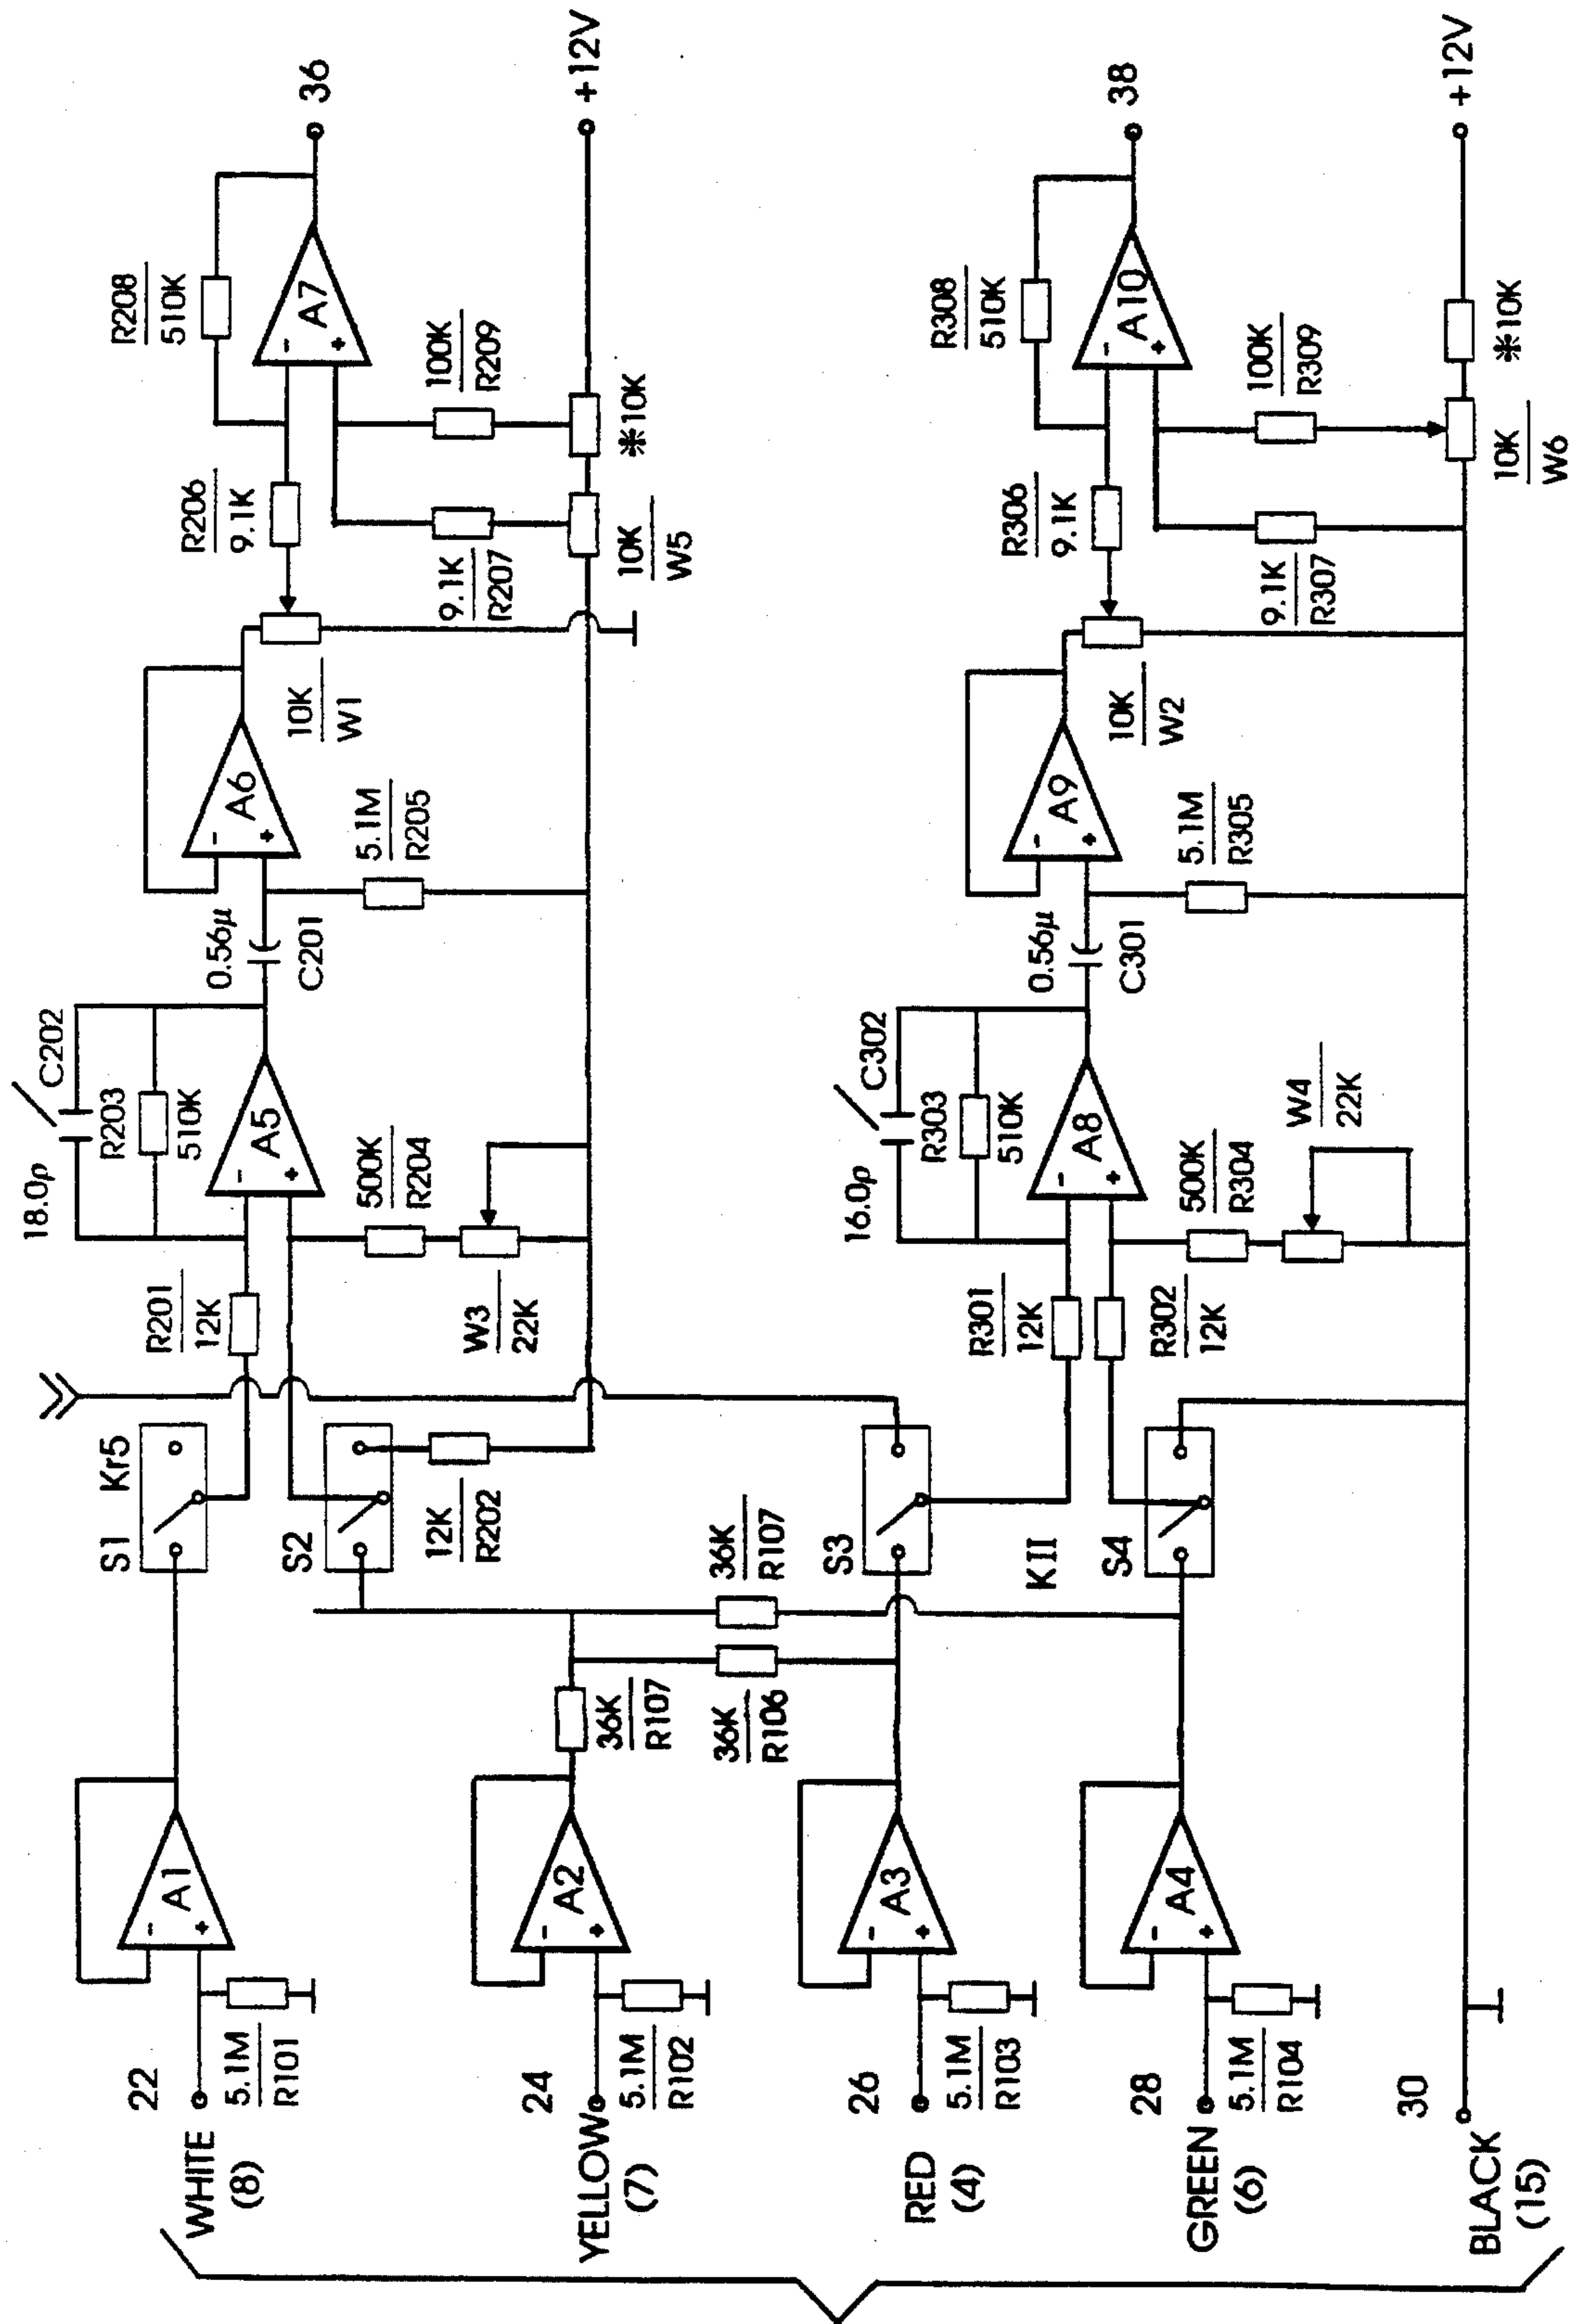 WHITE
(8)
22
5.1M
R101
-
+
A1
S1
Kr5
R201
12K
18.0p
C202
R203
510K
-
+
A5
500K
R204
W3
22K
0.56µ
C201
5.1M
R205
-
+
A6
10K
W1
R206
9.1K
9.1K
R207
R208
510K
-
+
A7
100K
R209
10K
W5
※10K
36
+12V
YELLOW
(7)
24
5.1M
R102
-
+
A2
36K
R107
36K
R106
36K
R107
S2
12K
R202
RED
(4)
26
5.1M
R103
-
+
A3
S3
KII
R301
12K
R302
12K
16.0p
C302
R303
510K
-
+
A8
500K
R304
W4
22K
0.56µ
C301
5.1M
R305
-
+
A9
10K
W2
R306
9.1K
9.1K
R307
R308
510K
-
+
A10
100K
R309
10K
W6
※10K
38
+12V
GREEN
(6)
28
5.1M
R104
-
+
A4
S4
BLACK
(15)
30